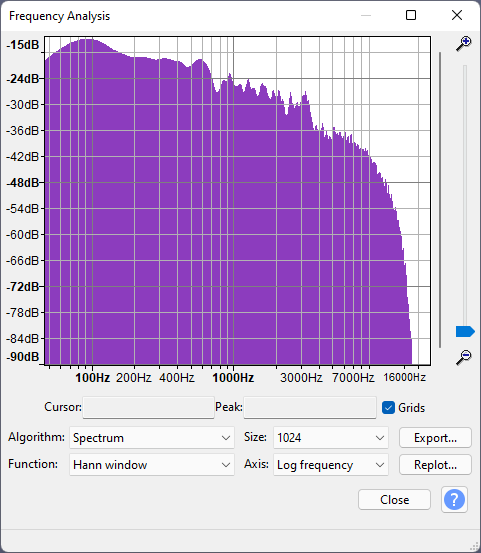 Frequency Analysis
-15dB
-24dB
-30dB
-36dB
-42dB
-48dB
-54dB
-60dB
-66dB
-72dB
-78dB
-84dB
-90dB
100Hz 200Hz 400Hz 1000Hz 3000Hz 7000Hz 16000Hz
Cursor: Peak: Grids
Algorithm: Spectrum Size: 1024 Export...
Function: Hann window Axis: Log frequency Replot...
Close ?